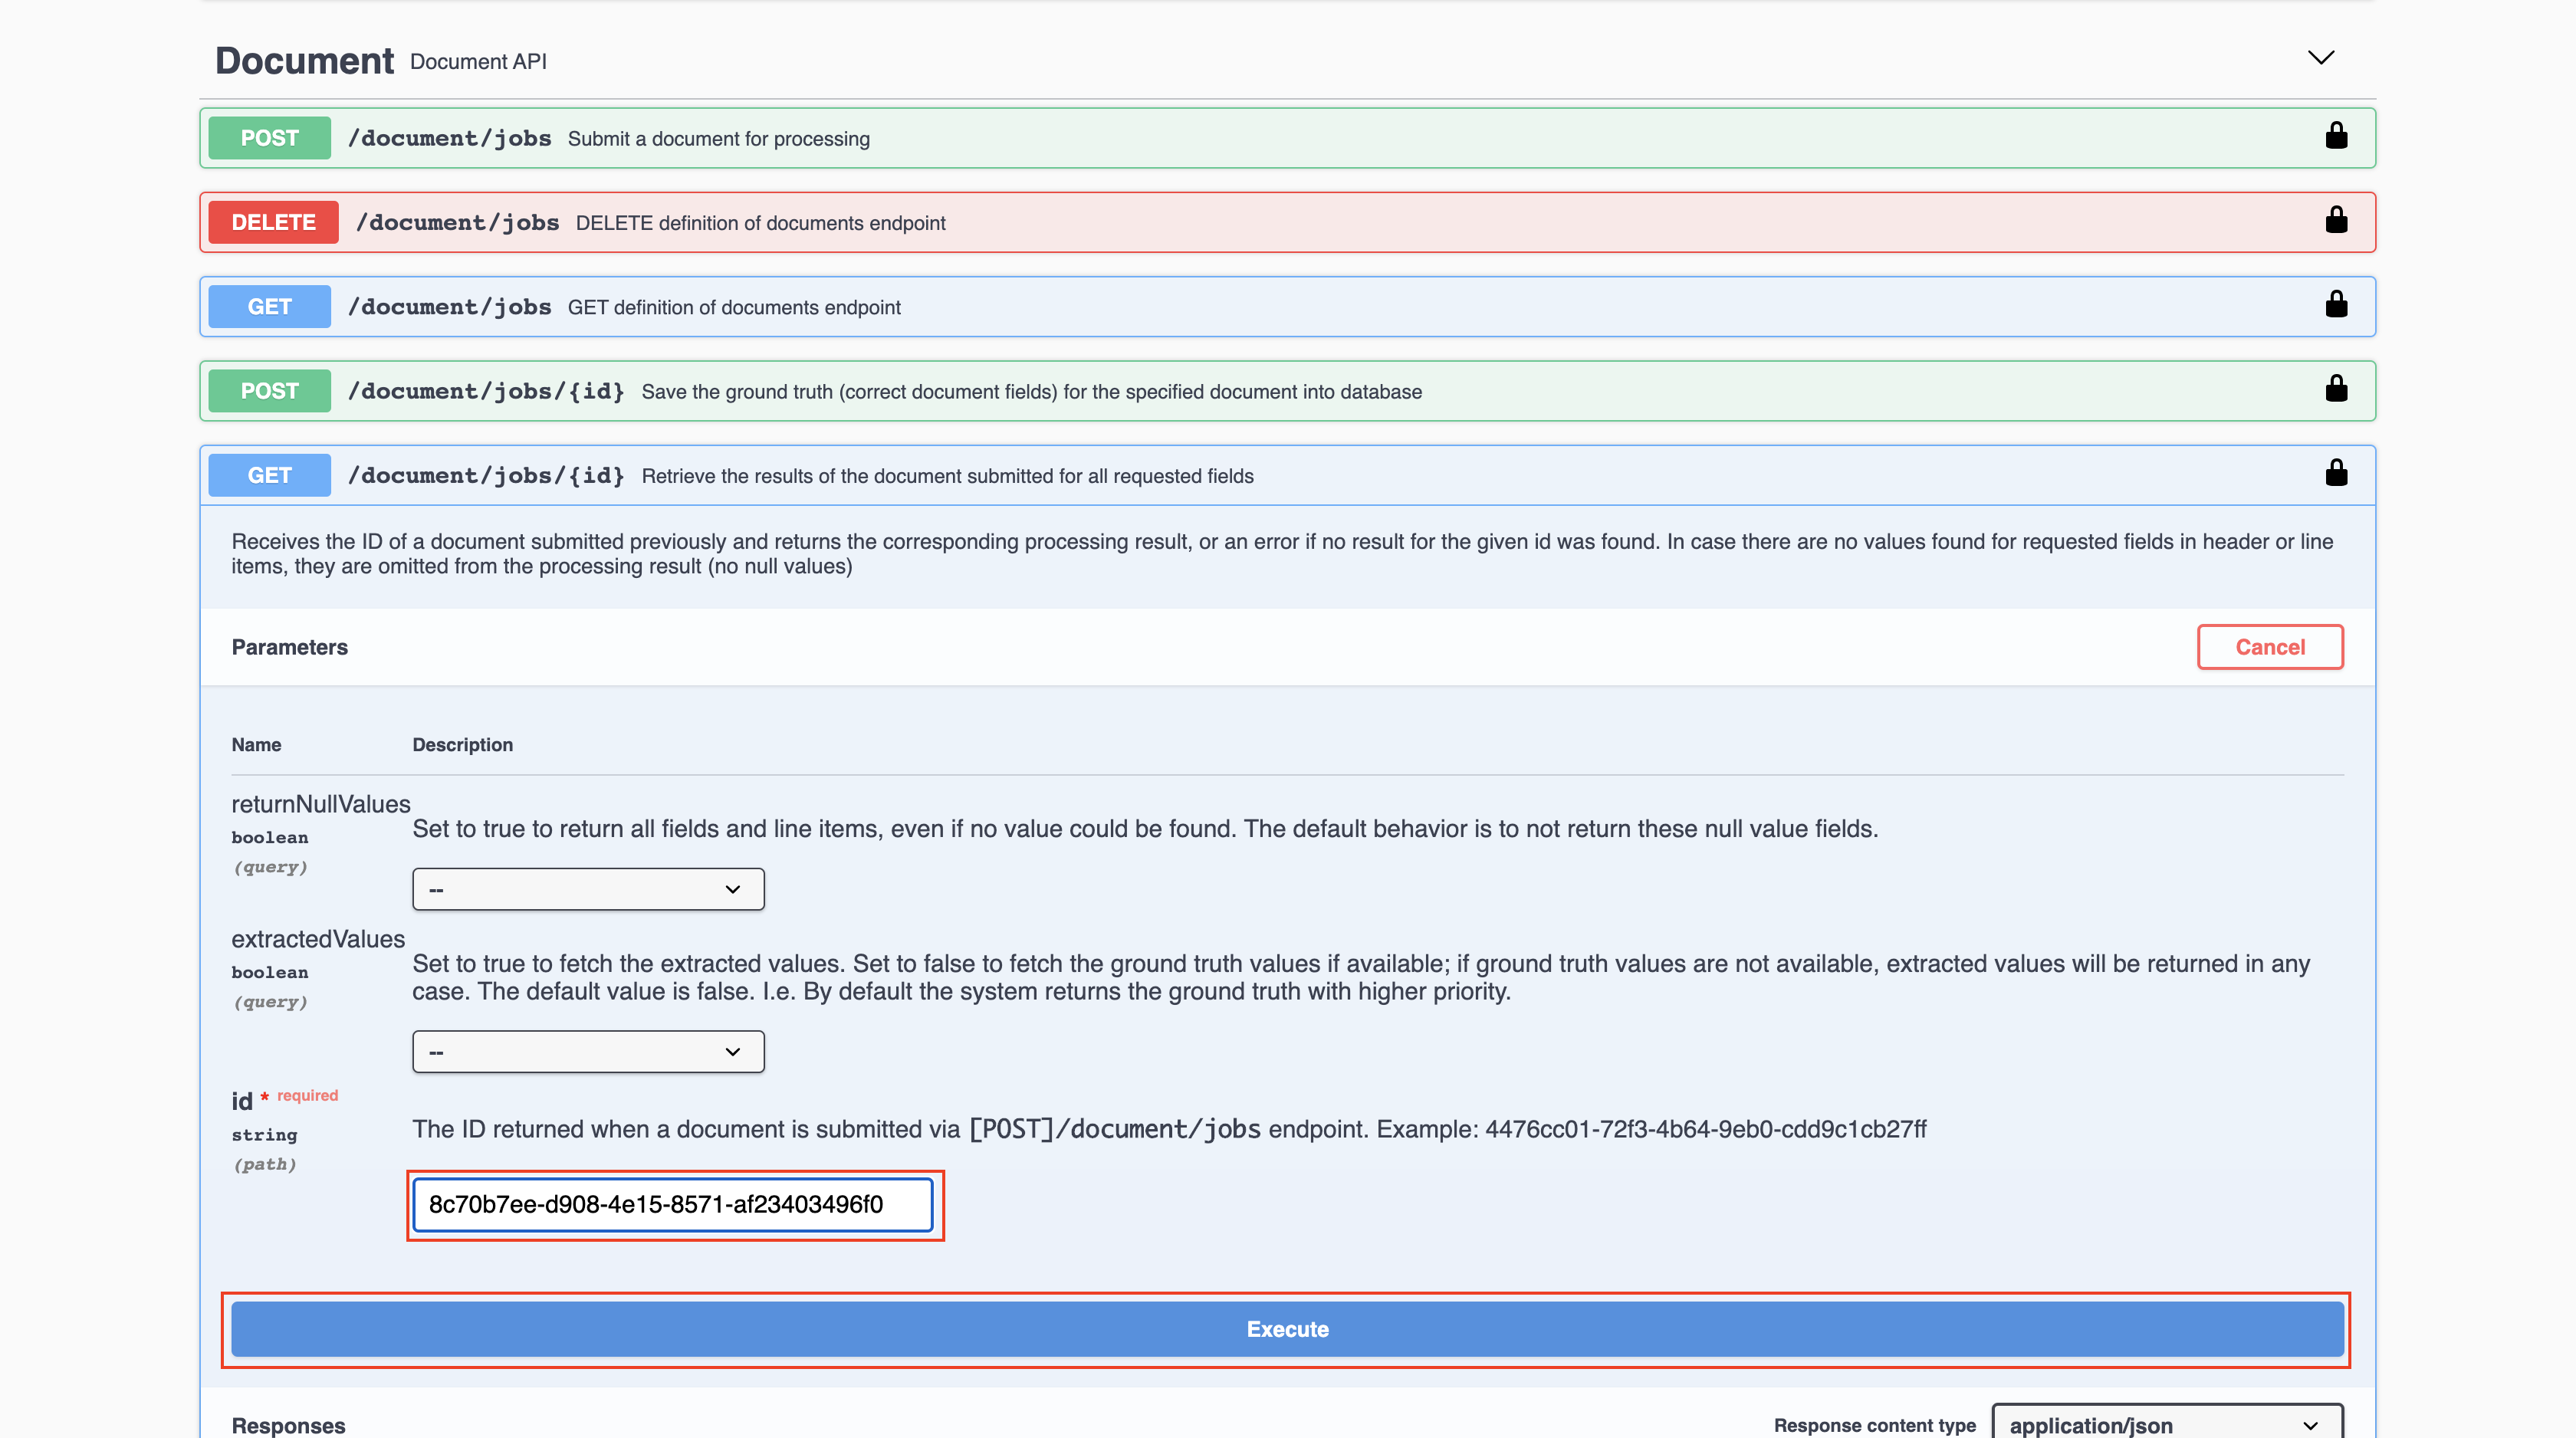 Document Document API
POST /document/jobs Submit a document for processing
DELETE /document/jobs DELETE definition of documents endpoint
GET /document/jobs GET definition of documents endpoint
POST /document/jobs/{id} Save the ground truth (correct document fields) for the specified document into database
GET /document/jobs/{id} Retrieve the results of the document submitted for all requested fields
Receives the ID of a document submitted previously and returns the corresponding processing result, or an error if no result for the given id was found. In case there are no values found for requested fields in header or line
items, they are omitted from the processing result (no null values)
Parameters Cancel
Name Description
returnNullValues
boolean
(query)
Set to true to return all fields and line items, even if no value could be found. The default behavior is to not return these null value fields.
--
extractedValues
boolean
(query)
Set to true to fetch the extracted values. Set to false to fetch the ground truth values if available; if ground truth values are not available, extracted values will be returned in any
case. The default value is false. I.e. By default the system returns the ground truth with higher priority.
--
id * required
string
(path)
The ID returned when a document is submitted via [POST]/document/jobs endpoint. Example: 4476cc01-72f3-4b64-9eb0-cdd9c1cb27ff
8c70b7ee-d908-4e15-8571-af23403496f0
Execute
Responses Response content type application/json